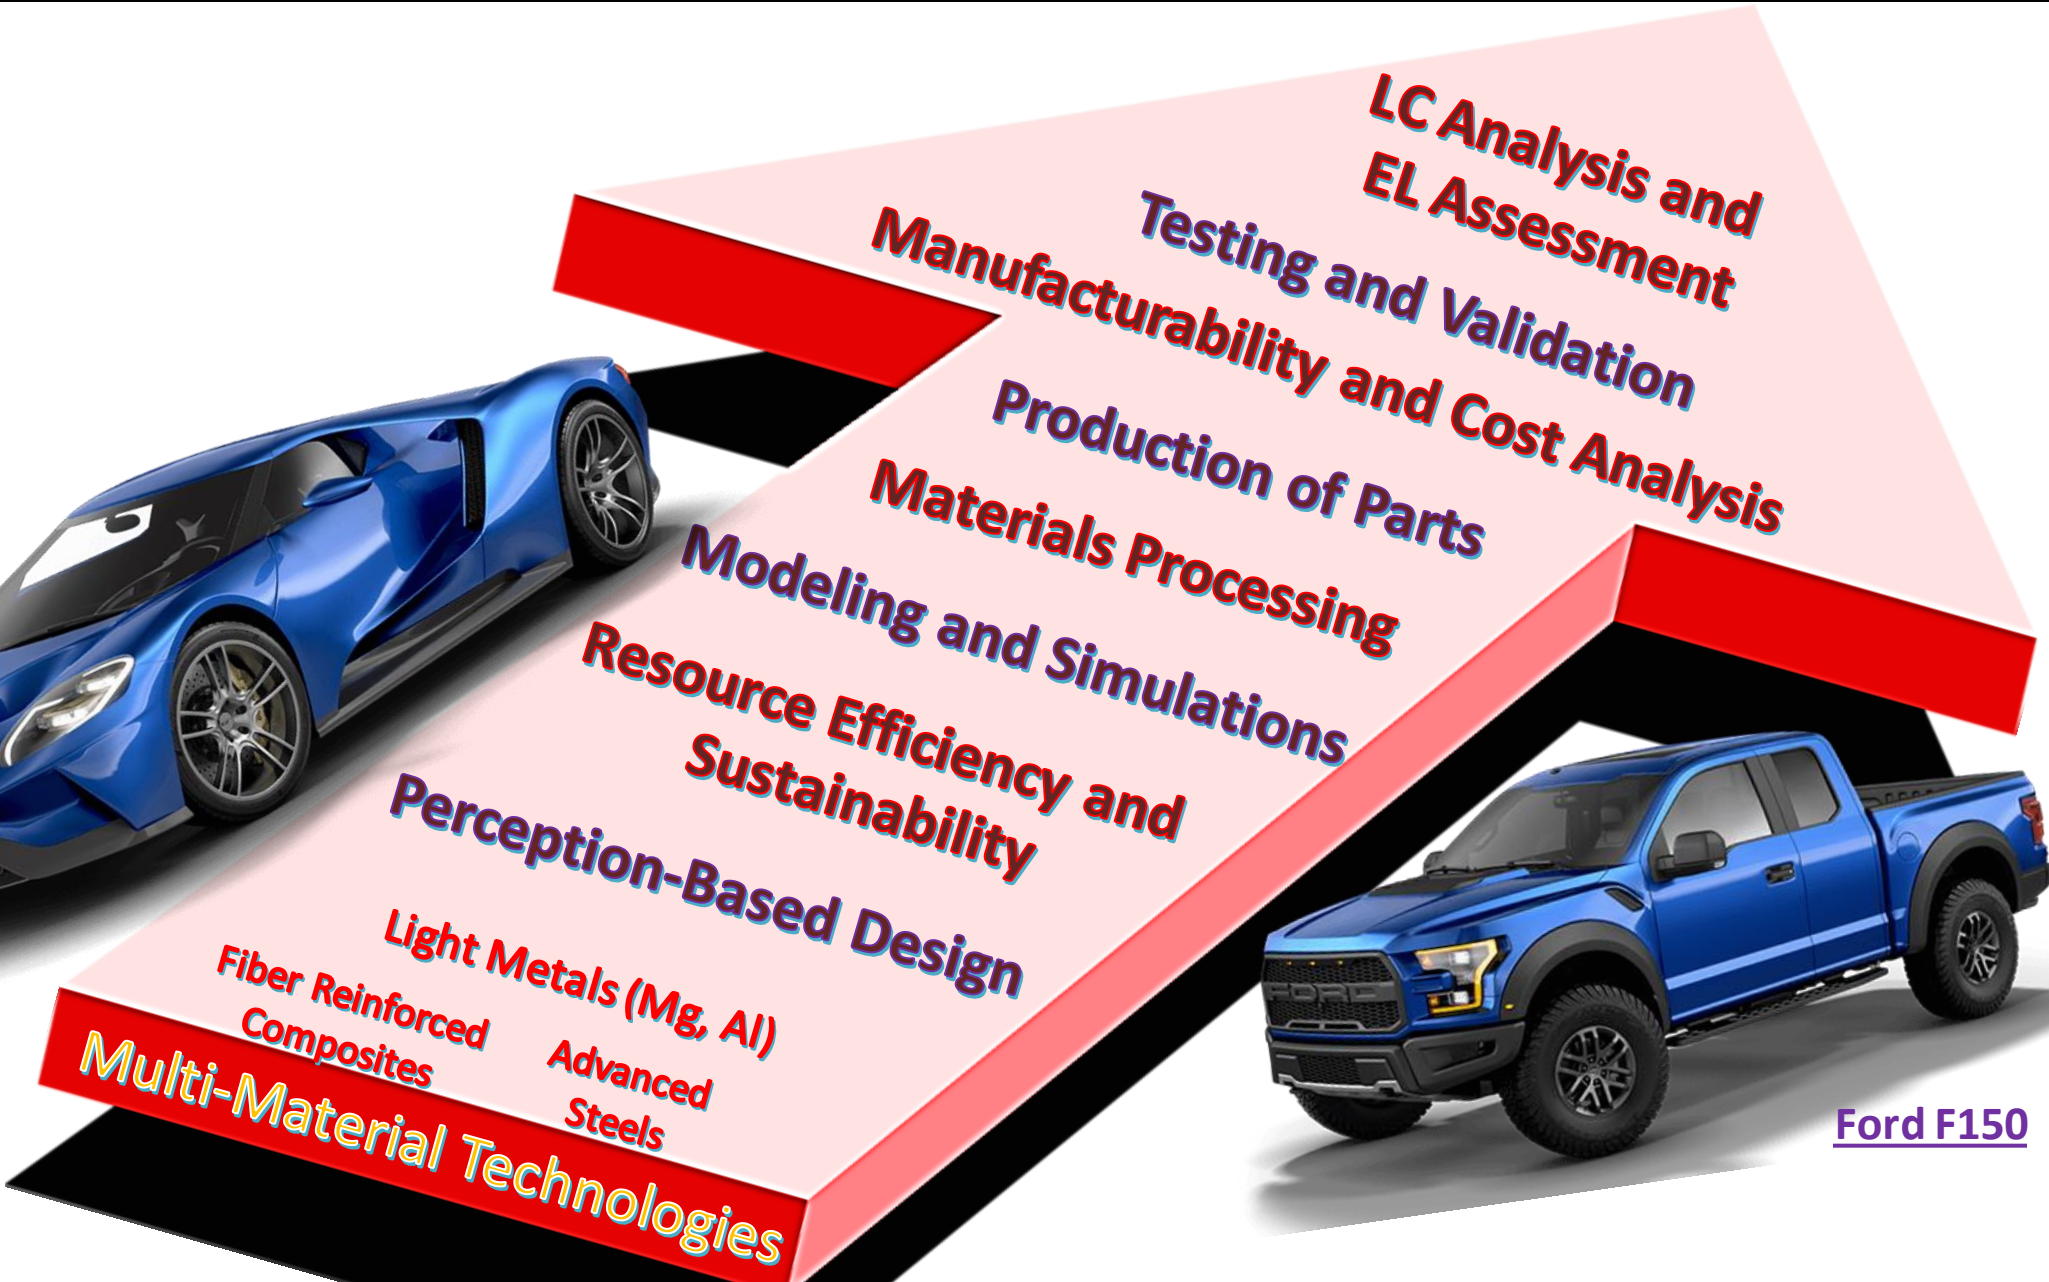 LC Analysis and
EL Assessment
Testing and Validation
Manufacturability and Cost Analysis
Production of Parts
Materials Processing
Modeling and Simulations
Resource Efficiency and
Sustainability
Perception-Based Design
Light Metals (Mg, Al)
Fiber Reinforced
Composites
Advanced
Steels
Multi-Material Technologies
FORD
Ford F150